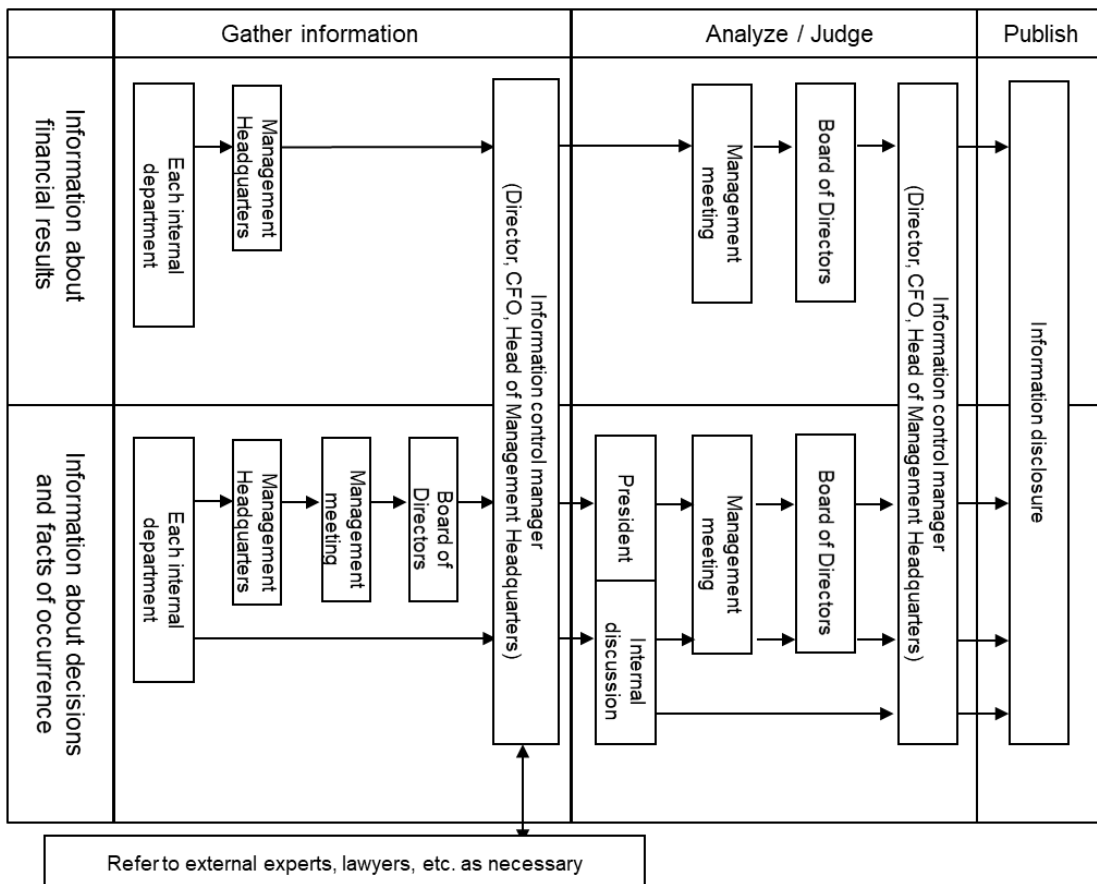 Gather information
Analyze / Judge
Publish
Information about
financial results
Each internal
department
Management
Headquarters
Information control manager
(Director, CFO, Head of Management Headquarters)
Management
meeting
Board of Directors
Information control manager
(Director, CFO, Head of Management Headquarters)
Information disclosure
Information about decisions
and facts of occurrence
Each internal
department
Management
Headquarters
Management
meeting
Board of
Directors
President
Internal
discussion
Management
meeting
Board of Directors
Refer to external experts, lawyers, etc. as necessary